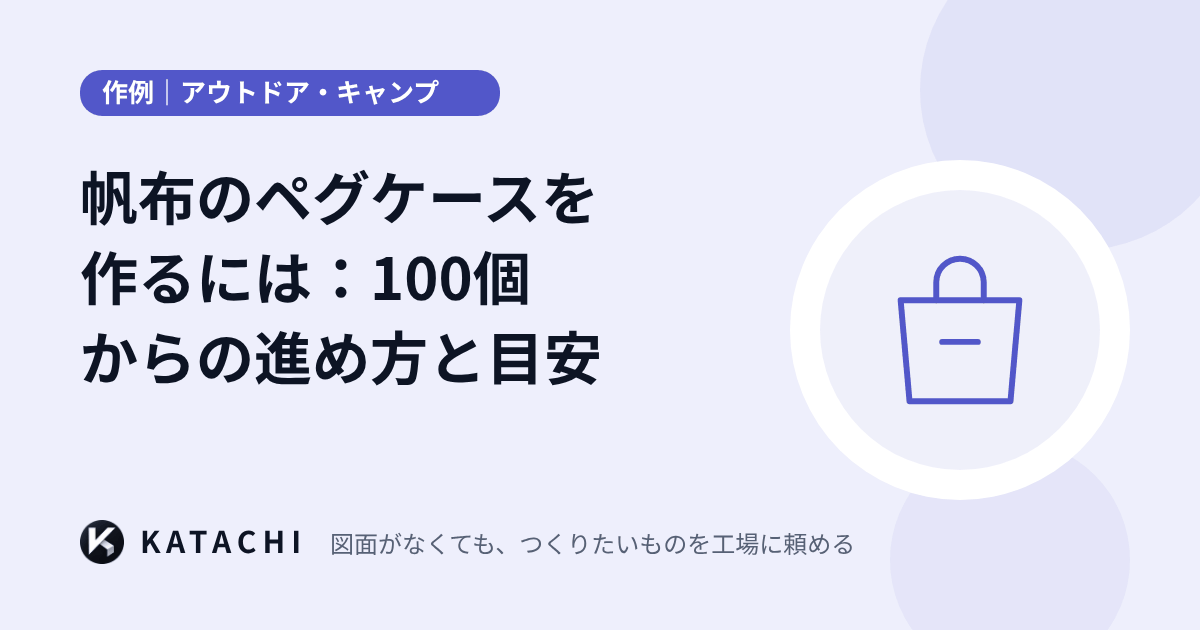 作例｜アウトドア・キャンプ
帆布のペグケースを
作るには：100個
からの進め方と目安
KATACHI 図面がなくても、つくりたいものを工場に頼める